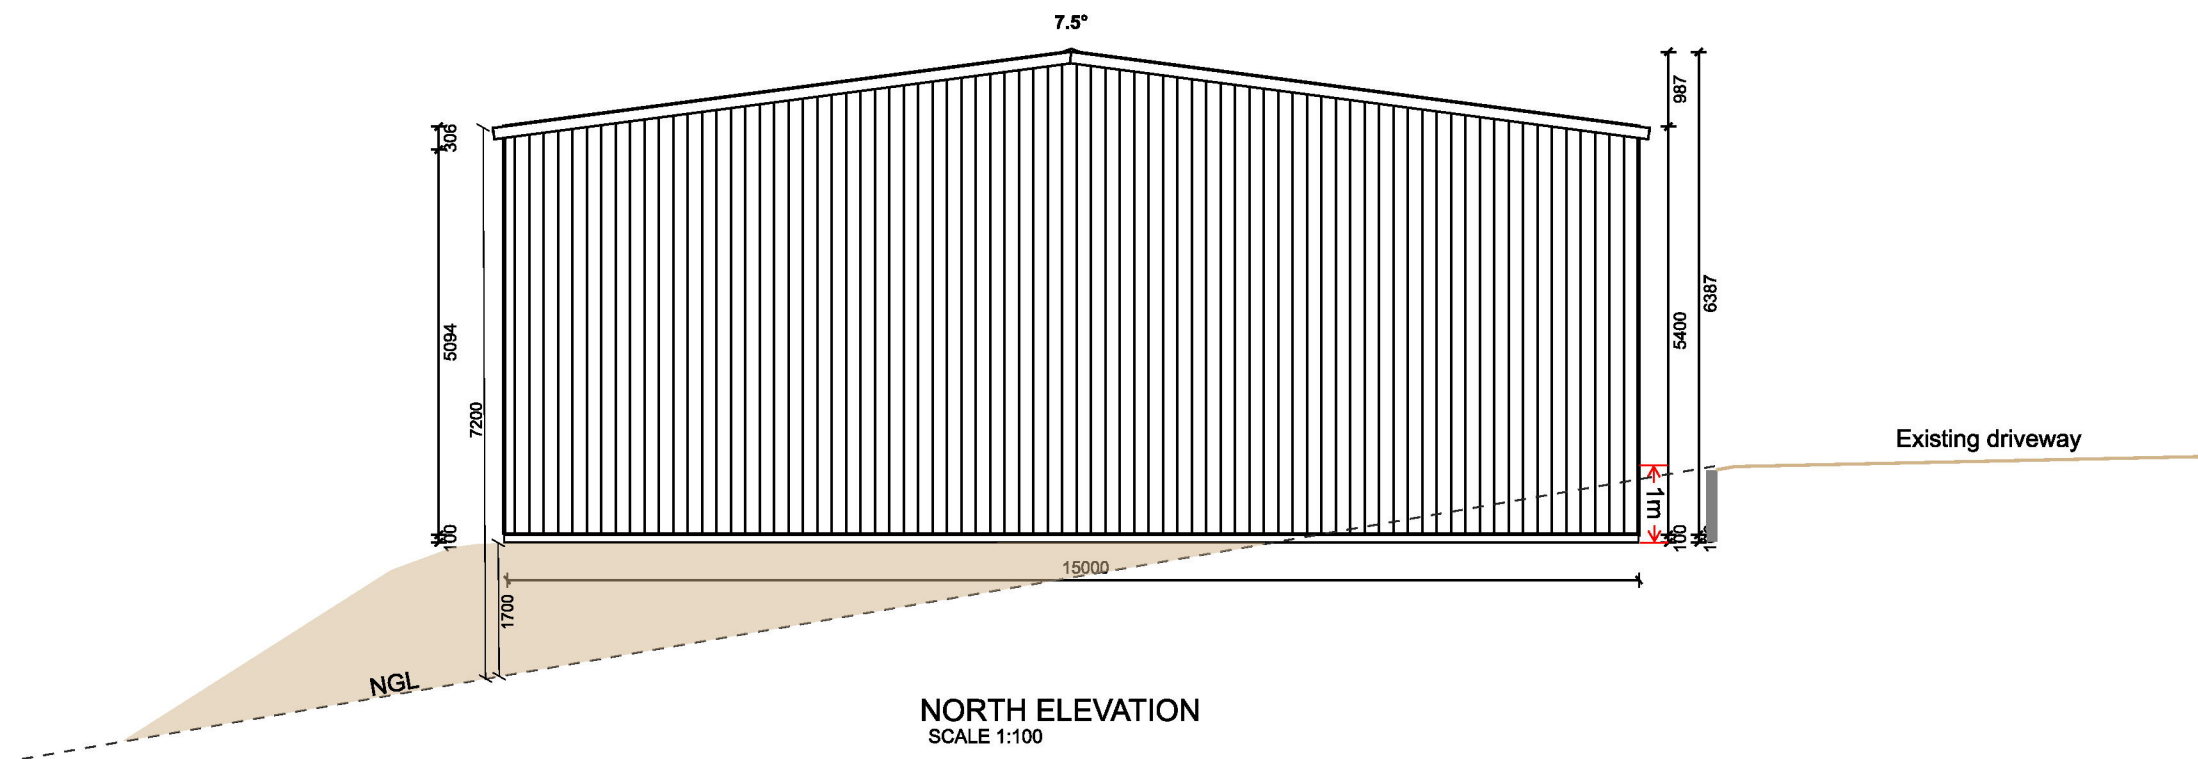 7.5°
987
306
6387
5400
5094
7200
Existing driveway
1m
100
100
15000
1700
NGL
NORTH ELEVATION
SCALE 1:100